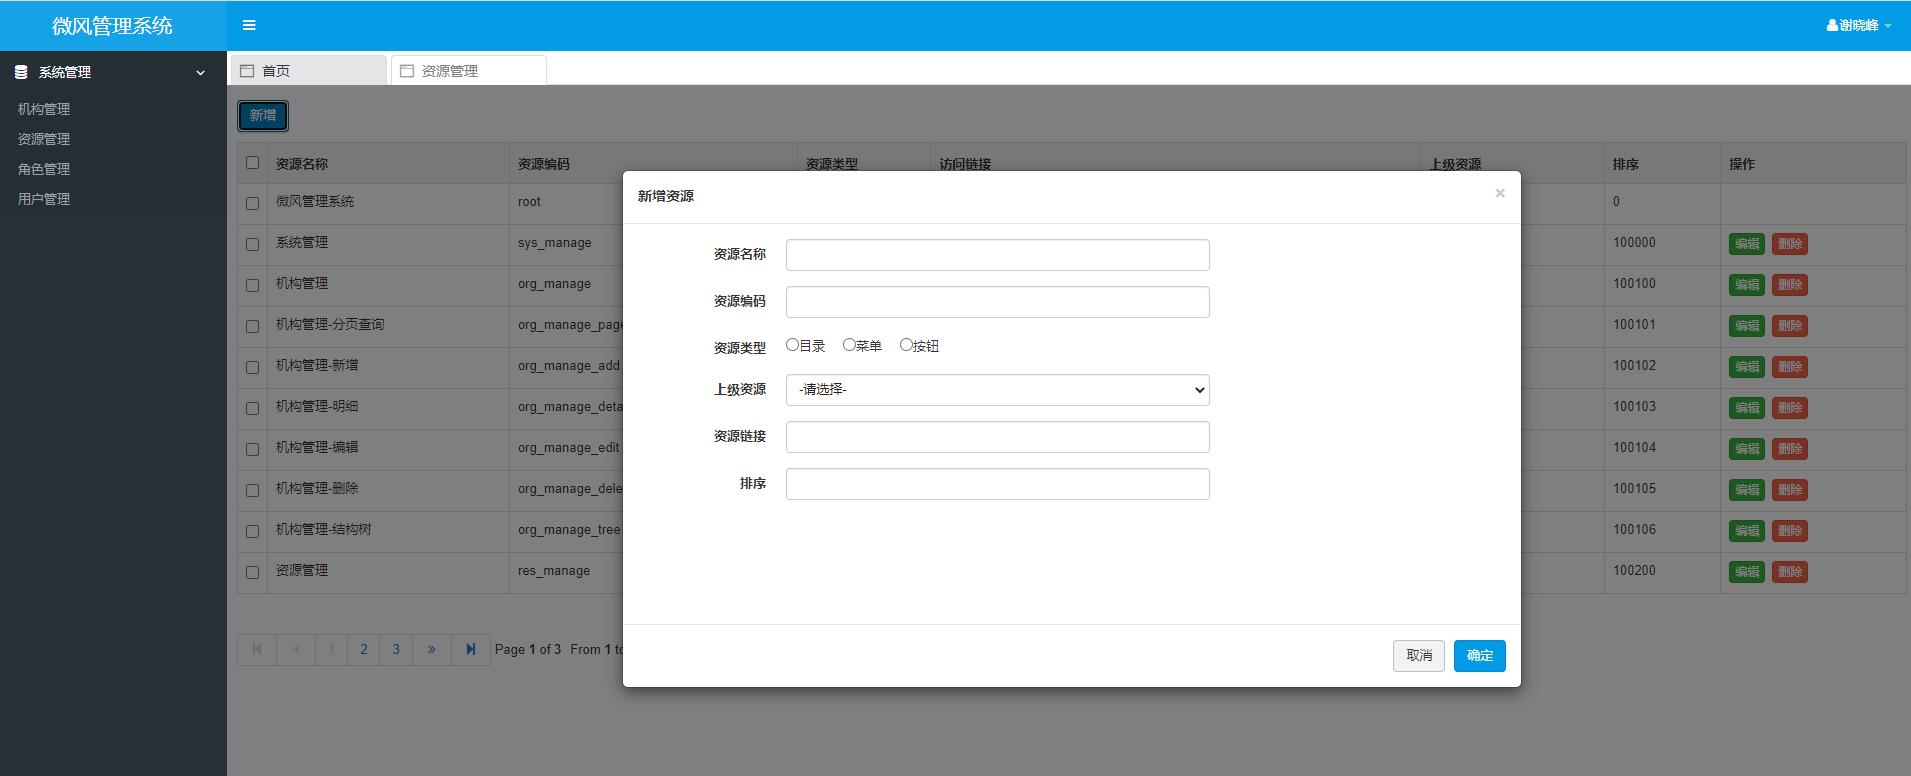 微风管理系统
谢晓峰
系统管理
机构管理
资源管理
角色管理
用户管理
首页 资源管理
新增
资源名称 资源编码 资源类型 访问链接 上级资源 排序 操作
微风管理系统 root 0
系统管理 sys_manage 100000 编辑 删除
机构管理 org_manage 100100 编辑 删除
机构管理-分页查询 org_manage_page 100101 编辑 删除
机构管理-新增 org_manage_add 100102 编辑 删除
机构管理-明细 org_manage_deta 100103 编辑 删除
机构管理-编辑 org_manage_edit 100104 编辑 删除
机构管理-删除 org_manage_dele 100105 编辑 删除
机构管理-结构树 org_manage_tree 100106 编辑 删除
资源管理 res_manage 100200 编辑 删除
1 2 3 » Page 1 of 3 From 1 to
新增资源 ×
资源名称
资源编码
资源类型 目录 菜单 按钮
上级资源 -请选择-
资源链接
排序
取消 确定